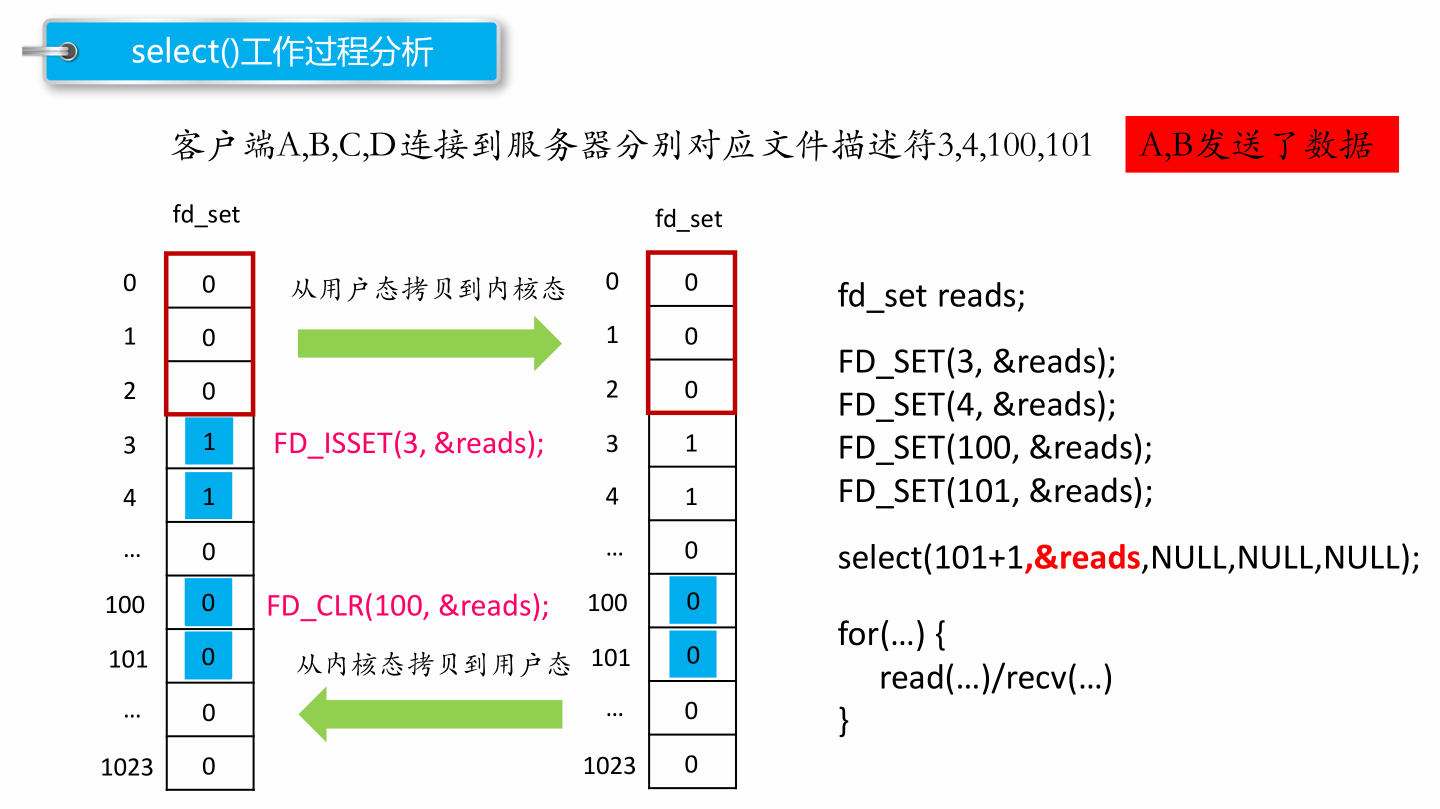 select()工作过程分析
客户端A,B,C,D连接到服务器分别对应文件描述符3,4,100,101
A,B发送了数据
fd_set
0 0
1 0
2 0
3 1
4 1
... 0
100 0
101 0
... 0
1023 0
从用户态拷贝到内核态
FD_ISSET(3, &reads);
FD_CLR(100, &reads);
从内核态拷贝到用户态
fd_set
0 0
1 0
2 0
3 1
4 1
... 0
100 0
101 0
... 0
1023 0
fd_set reads;
FD_SET(3, &reads);
FD_SET(4, &reads);
FD_SET(100, &reads);
FD_SET(101, &reads);
select(101+1,&reads,NULL,NULL,NULL);
for(…) {
read(…)/recv(…)
}